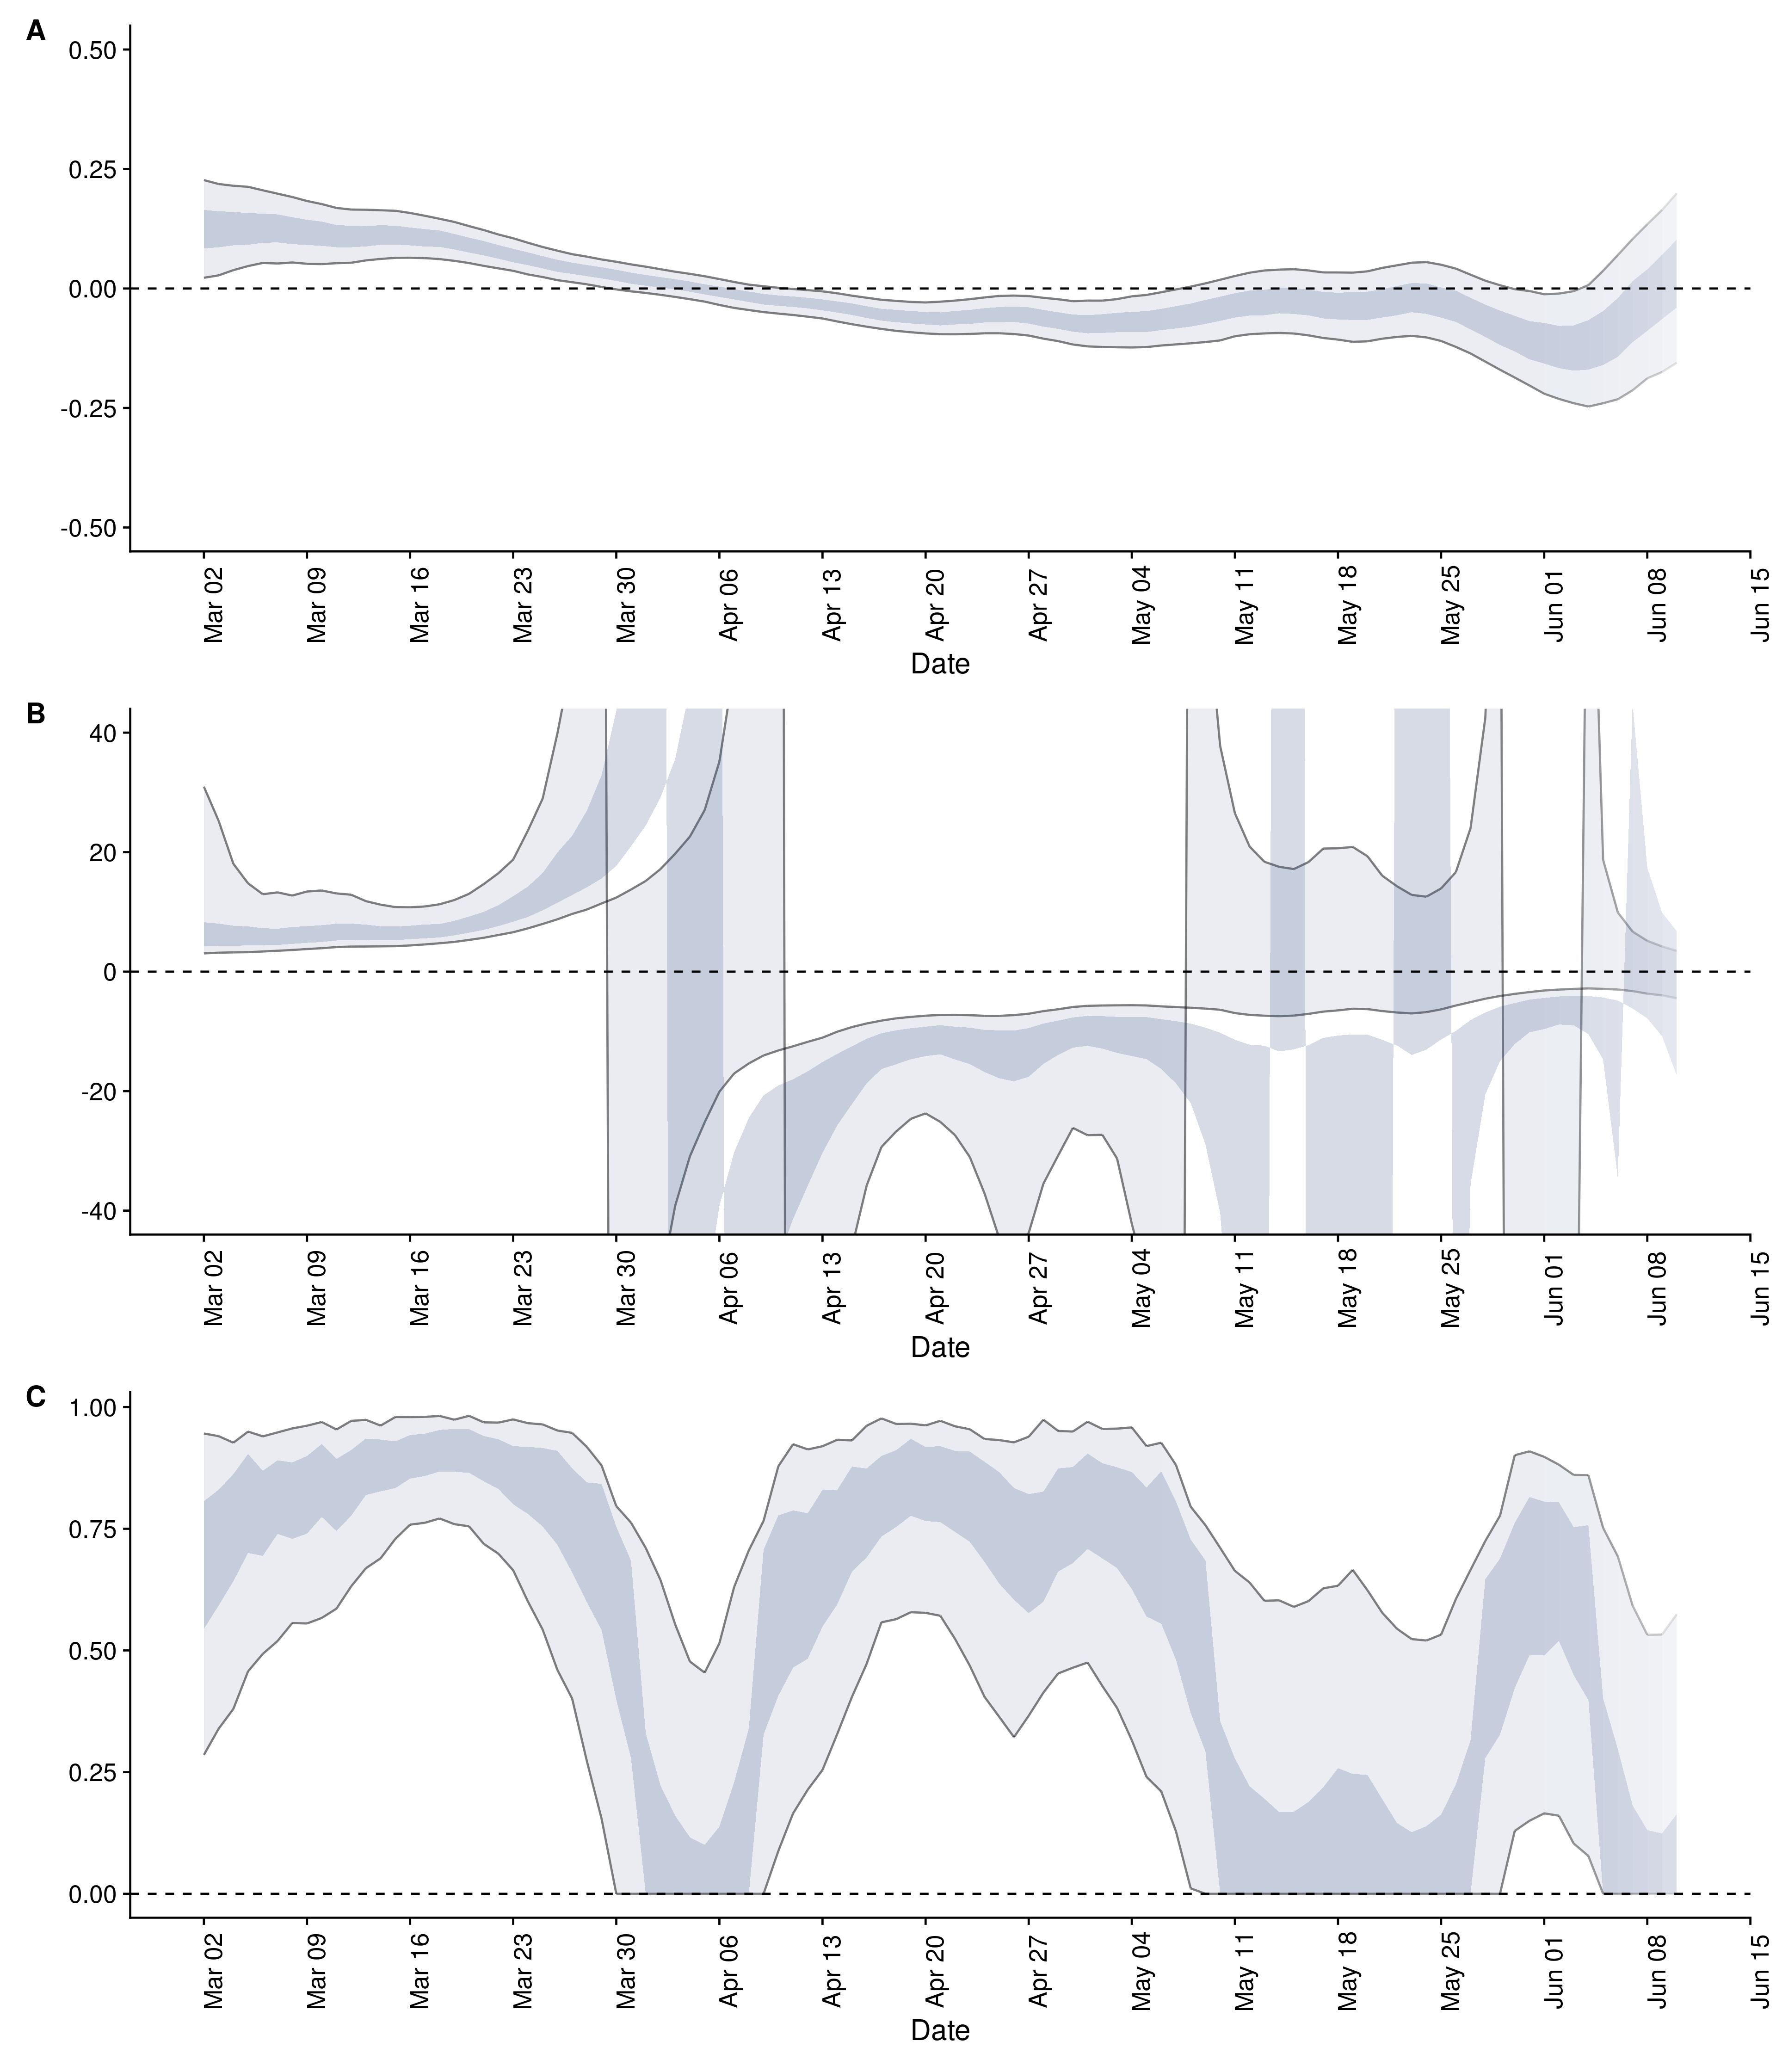 A
0.50
0.25
0.00
-0.25
-0.50
Mar 02
Mar 09
Mar 16
Mar 23
Mar 30
Apr 06
Apr 13
Apr 20
Apr 27
May 04
May 11
May 18
May 25
Jun 01
Jun 08
Jun 15
Date
B
40
20
0
-20
-40
Mar 02
Mar 09
Mar 16
Mar 23
Mar 30
Apr 06
Apr 13
Apr 20
Apr 27
May 04
May 11
May 18
May 25
Jun 01
Jun 08
Jun 15
Date
C
1.00
0.75
0.50
0.25
0.00
Mar 02
Mar 09
Mar 16
Mar 23
Mar 30
Apr 06
Apr 13
Apr 20
Apr 27
May 04
May 11
May 18
May 25
Jun 01
Jun 08
Jun 15
Date